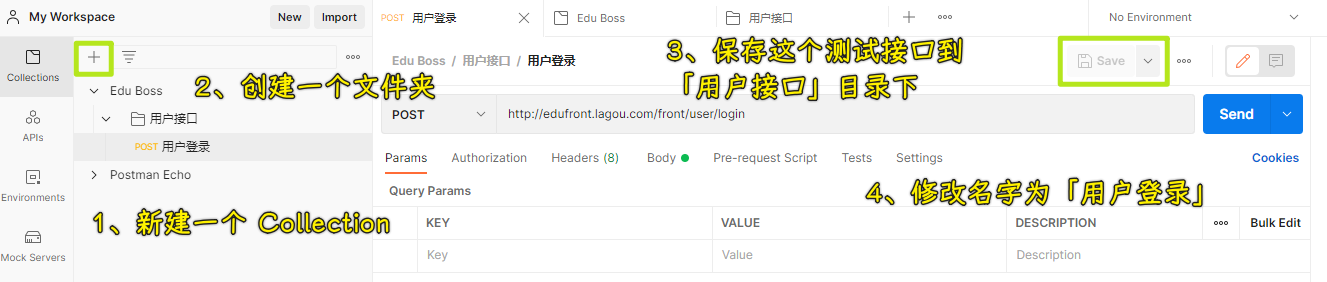 My Workspace
New
Import
POST 用户登录
Edu Boss
用户接口
No Environment
Collections
APIs
Environments
Mock Servers
Edu Boss
用户接口
POST 用户登录
Postman Echo
1、新建一个 Collection
2、创建一个文件夹
Edu Boss / 用户接口 / 用户登录
3、保存这个测试接口到
「用户接口」目录下
Save
POST
http://edufront.lagou.com/front/user/login
Send
Params
Authorization
Headers (8)
Body
Pre-request Script
Tests
Settings
Cookies
Query Params
4、修改名字为「用户登录」
KEY
VALUE
DESCRIPTION
Bulk Edit
Key
Value
Description